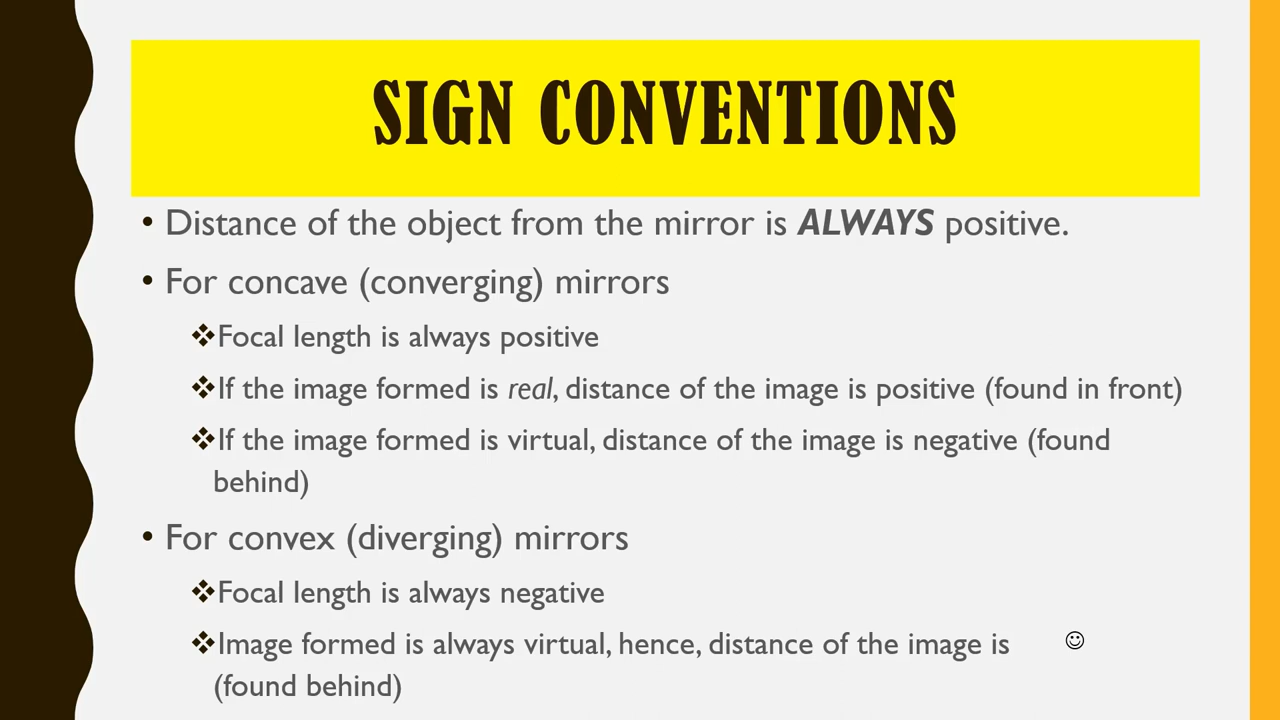 SIGN CONVENTIONS
• Distance of the object from the mirror is ALWAYS positive.
• For concave (converging) mirrors
❖Focal length is always positive
❖If the image formed is real, distance of the image is positive (found in front)
❖If the image formed is virtual, distance of the image is negative (found
behind)
• For convex (diverging) mirrors
❖Focal length is always negative
❖Image formed is always virtual, hence, distance of the image is ☺
(found behind)